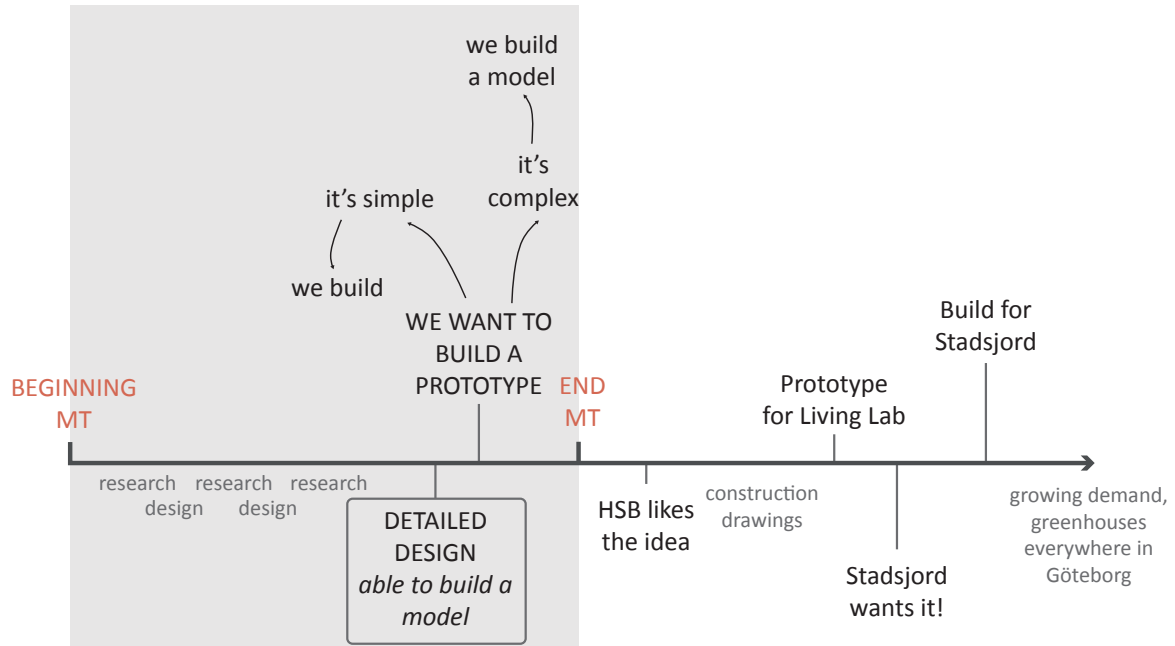 we build
a model
it's
complex
it's simple
we build
WE WANT TO
BUILD A
PROTOTYPE
BEGINNING
MT
END
MT
Build for
Stadsjord
Prototype
for Living Lab
research
design
research
design
research
DETAILED
DESIGN
able to build a
model
HSB likes
the idea
construction
drawings
Stadsjord
wants it!
growing demand,
greenhouses
everywhere in
Göteborg